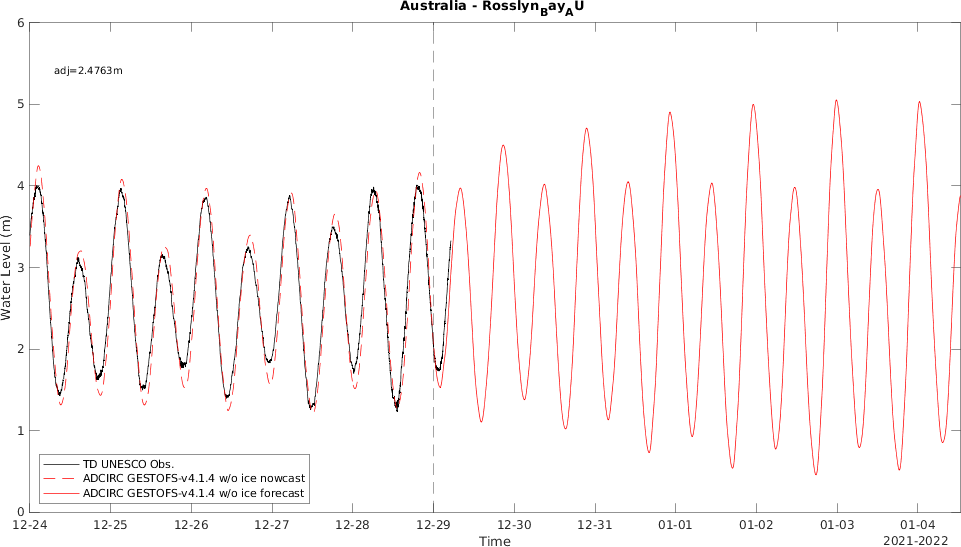 Australia - Rosslyn_Bay_AU
6
adj=2.4763m
5
4
3
2
1
0
Water Level (m)
TD UNESCO Obs.
ADCIRC GESTOFS-v4.1.4 w/o ice nowcast
ADCIRC GESTOFS-v4.1.4 w/o ice forecast
12-24 12-25 12-26 12-27 12-28 12-29 12-30 12-31 01-01 01-02 01-03 01-04
Time
2021-2022